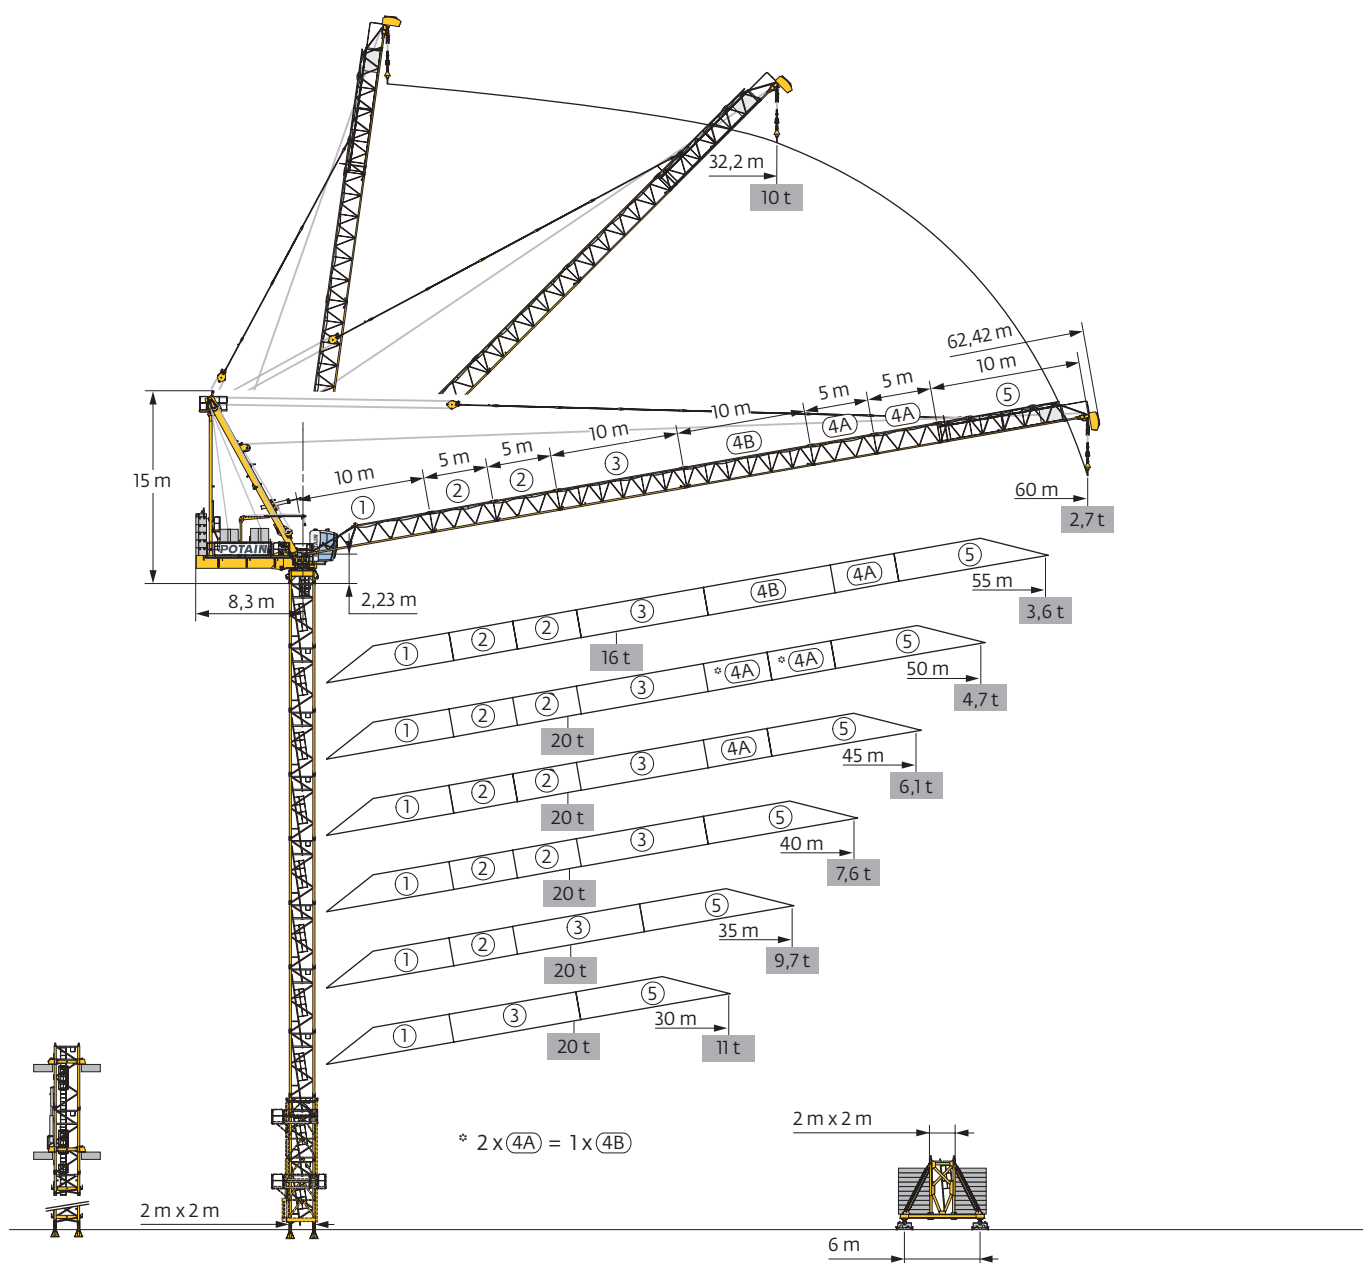 32,2 m
10 t
62,42 m
10 m
5 m
5 m
10 m
10 m
5 m
5 m
10 m
5
4A
4A
4B
3
2
2
1
15 m
POTAIN
60 m
2,7 t
8,3 m
2,23 m
1 2 2 3 4B 4A 5
55 m
3,6 t
16 t
1 2 2 3 * 4A * 4A 5
50 m
4,7 t
20 t
1 2 2 3 4A 5
45 m
6,1 t
20 t
1 2 2 3 5
40 m
7,6 t
20 t
1 2 3 5
35 m
9,7 t
20 t
1 3 5
30 m
11 t
20 t
* 2 x 4A = 1 x 4B
2 m x 2 m
2 m x 2 m
6 m